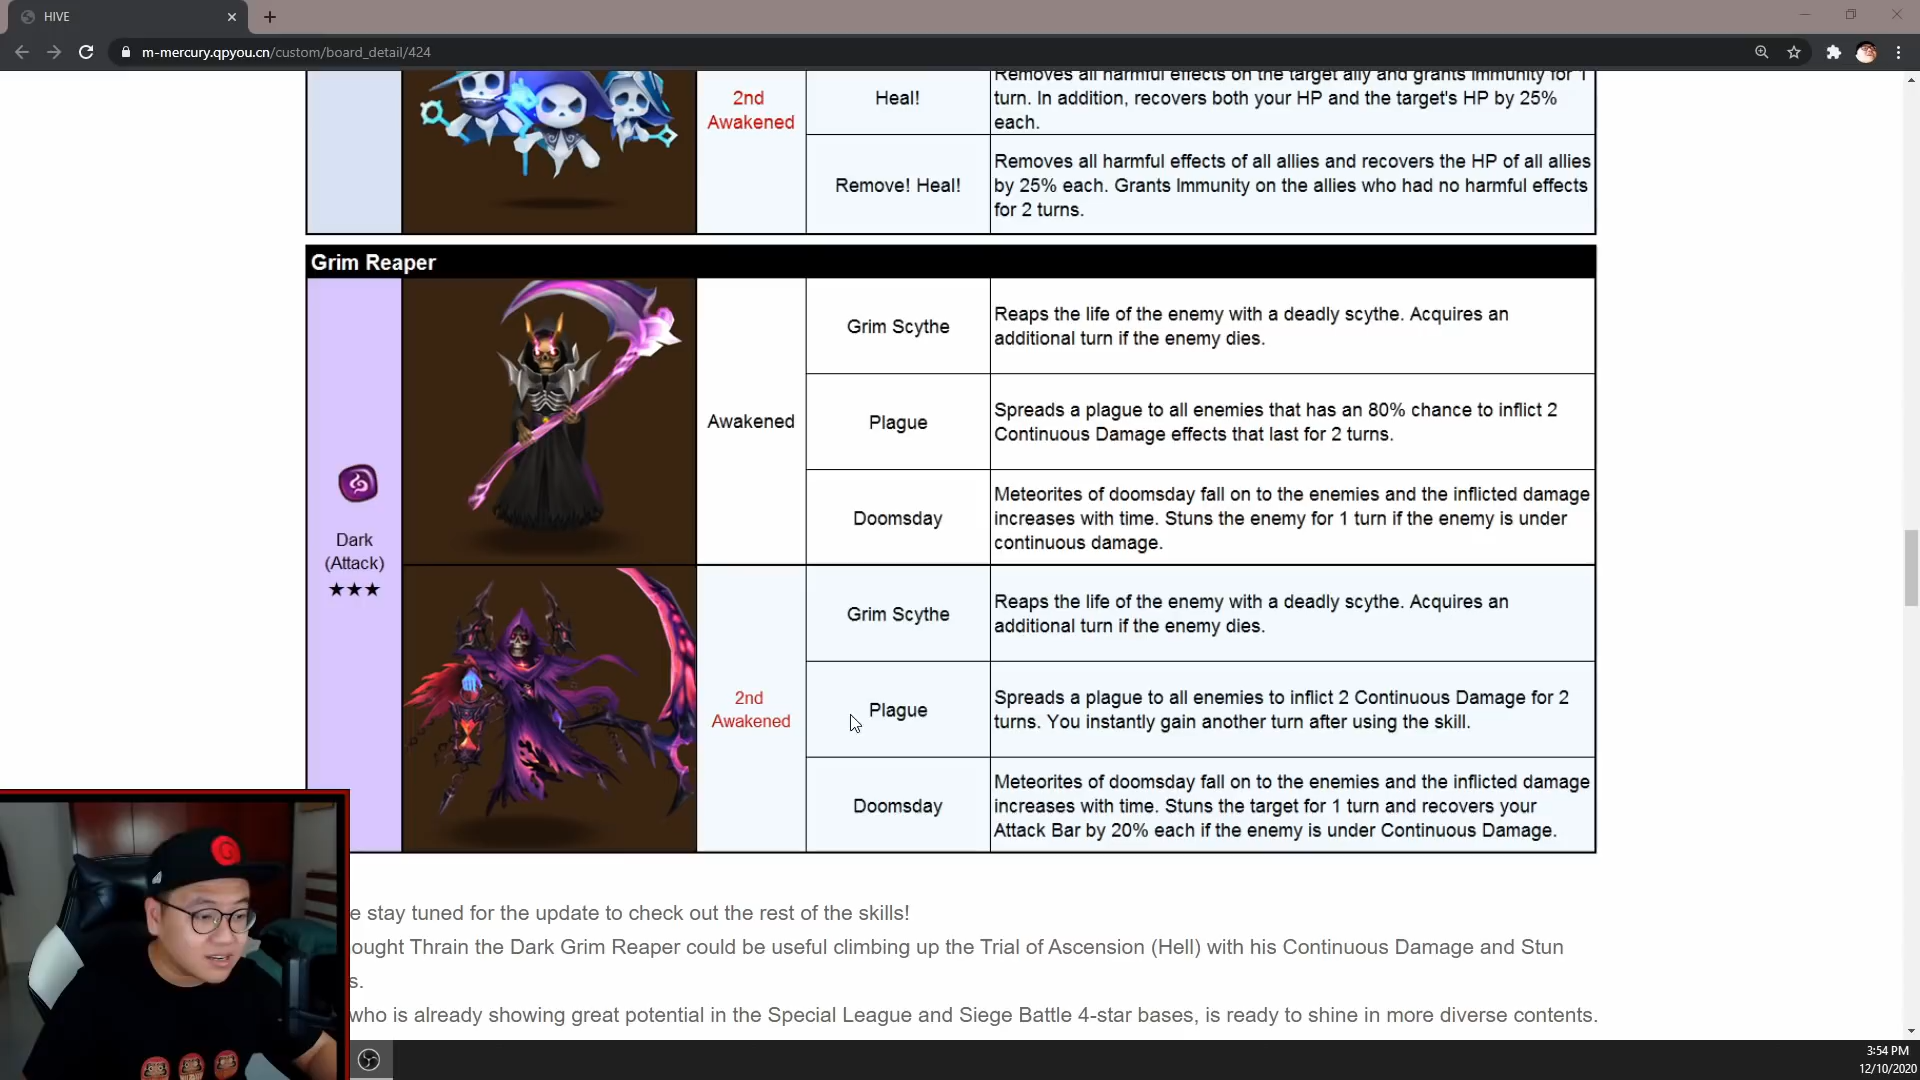 HIVE
m-mercury.qpyou.cn/custom/board_detail/424
2nd
Awakened
Heal!
Removes all harmful effects on the target ally and grants Immunity for 1
turn. In addition, recovers both your HP and the target's HP by 25%
each.
Remove! Heal!
Removes all harmful effects of all allies and recovers the HP of all allies
by 25% each. Grants Immunity on the allies who had no harmful effects
for 2 turns.
Grim Reaper
Dark
(Attack)
★★★
Awakened
Grim Scythe
Reaps the life of the enemy with a deadly scythe. Acquires an
additional turn if the enemy dies.
Plague
Spreads a plague to all enemies that has an 80% chance to inflict 2
Continuous Damage effects that last for 2 turns.
Doomsday
Meteorites of doomsday fall on to the enemies and the inflicted damage
increases with time. Stuns the enemy for 1 turn if the enemy is under
continuous damage.
2nd
Awakened
Grim Scythe
Reaps the life of the enemy with a deadly scythe. Acquires an
additional turn if the enemy dies.
Plague
Spreads a plague to all enemies to inflict 2 Continuous Damage for 2
turns. You instantly gain another turn after using the skill.
Doomsday
Meteorites of doomsday fall on to the enemies and the inflicted damage
increases with time. Stuns the target for 1 turn and recovers your
Attack Bar by 20% each if the enemy is under Continuous Damage.
e stay tuned for the update to check out the rest of the skills!
ought Thrain the Dark Grim Reaper could be useful climbing up the Trial of Ascension (Hell) with his Continuous Damage and Stun
s.
who is already showing great potential in the Special League and Siege Battle 4-star bases, is ready to shine in more diverse contents.
3:54 PM
12/10/2020